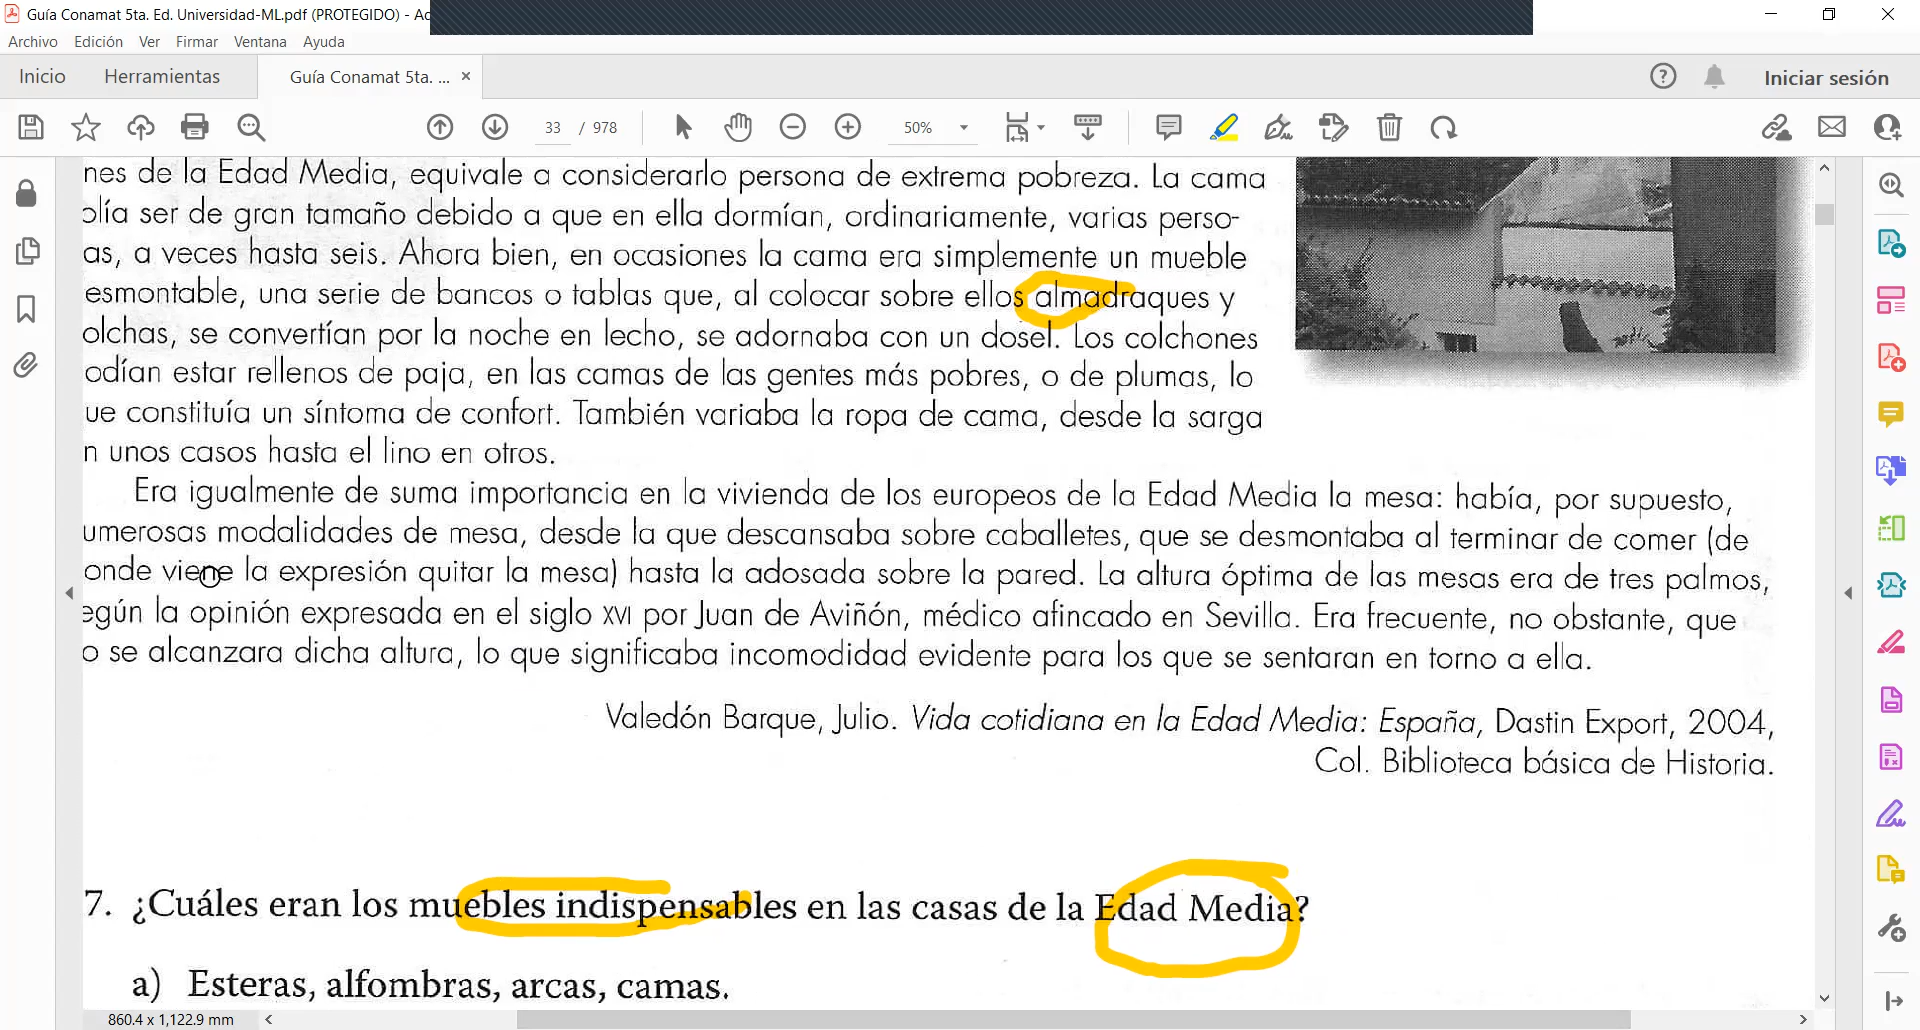 Guía Conamat 5ta. Ed. Universidad-ML.pdf (PROTEGIDO) - Ac
Archivo Edición Ver Firmar Ventana Ayuda
Inicio Herramientas Guía Conamat 5ta. ... × Iniciar sesión
33 / 978 50%
nes de la Edad Media, equivale a considerarlo persona de extrema pobreza. La cama
olía ser de gran tamaño debido a que en ella dormían, ordinariamente, varias perso-
as, a veces hasta seis. Ahora bien, en ocasiones la cama era simplemente un mueble
esmontable, una serie de bancos o tablas que, al colocar sobre ellos almadraques y
olchas, se convertían por la noche en lecho, se adornaba con un dosel. Los colchones
odían estar rellenos de paja, en las camas de las gentes más pobres, o de plumas, lo
ue constituía un síntoma de confort. También variaba la ropa de cama, desde la sarga
n unos casos hasta el lino en otros.
Era igualmente de suma importancia en la vivienda de los europeos de la Edad Media la mesa: había, por supuesto,
umerosas modalidades de mesa, desde la que descansaba sobre caballetes, que se desmontaba al terminar de comer (de
onde viene la expresión quitar la mesa) hasta la adosada sobre la pared. La altura óptima de las mesas era de tres palmos,
egún la opinión expresada en el siglo XVI por Juan de Aviñón, médico afincado en Sevilla. Era frecuente, no obstante, que
o se alcanzara dicha altura, lo que significaba incomodidad evidente para los que se sentaran en torno a ella.
Valedón Barque, Julio. Vida cotidiana en la Edad Media: España, Dastin Export, 2004,
Col. Biblioteca básica de Historia.
7. ¿Cuáles eran los muebles indispensables en las casas de la Edad Media?
a) Esteras, alfombras, arcas, camas.
860.4 x 1,122.9 mm